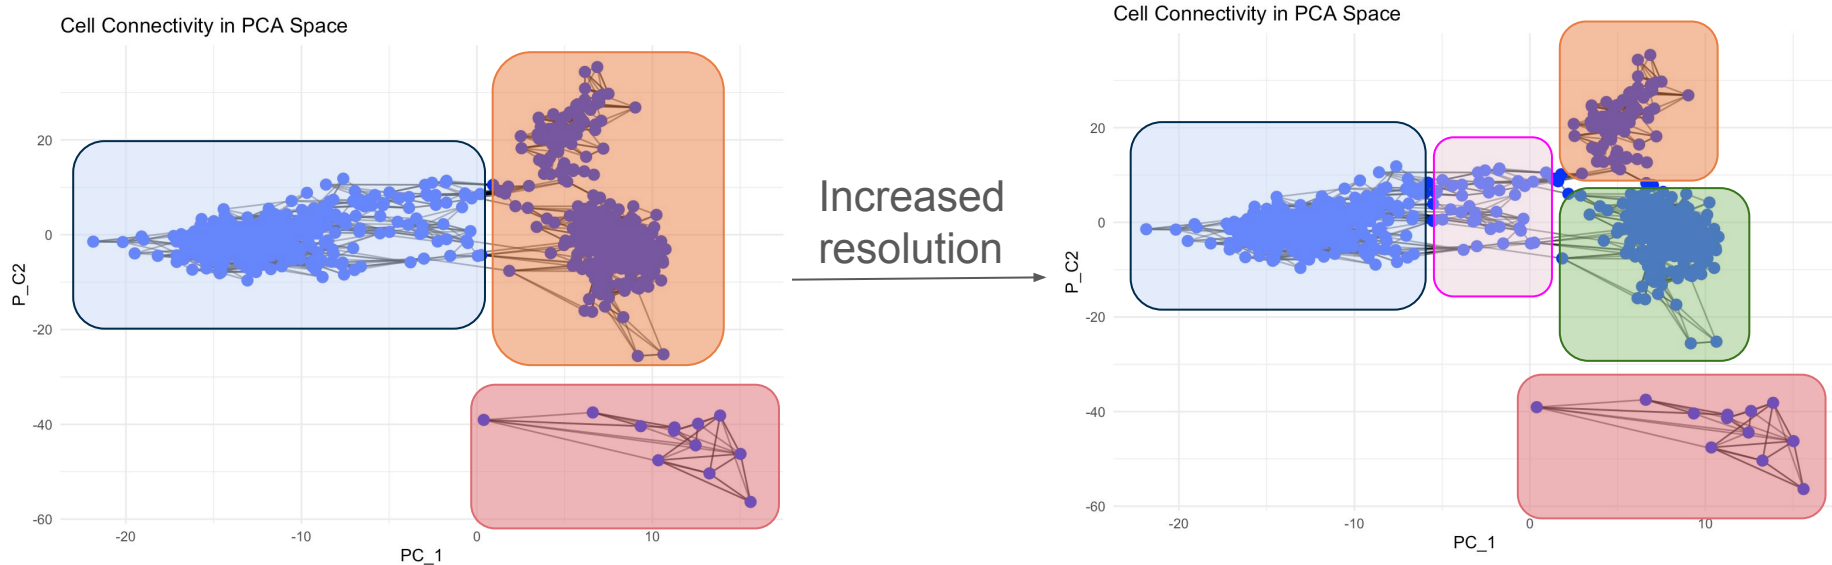 Cell Connectivity in PCA Space
20
0
-20
-40
-60
P_C2
-20
-10
0
10
PC_1
Increased
resolution
Cell Connectivity in PCA Space
20
0
-20
-40
-60
P_C2
-20
-10
0
10
PC_1